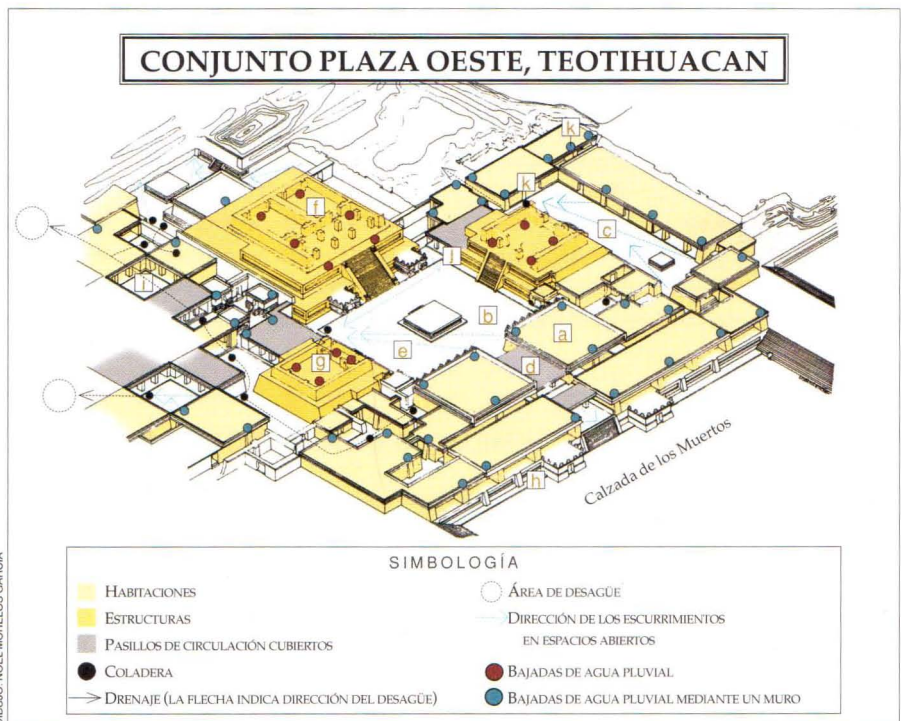 CONJUNTO PLAZA OESTE, TEOTIHUACAN
k
k
f
c
j
i
b
a
e
d
g
h
Calzada de los Muertos
SIMBOLOGÍA
HABITACIONES
ESTRUCTURAS
PASILLOS DE CIRCULACIÓN CUBIERTOS
COLADERA
DRENAJE (LA FLECHA INDICA DIRECCIÓN DEL DESAGÜE)
ÁREA DE DESAGÜE
DIRECCIÓN DE LOS ESCURRIMIENTOS
EN ESPACIOS ABIERTOS
BAJADAS DE AGUA PLUVIAL
BAJADAS DE AGUA PLUVIAL MEDIANTE UN MURO